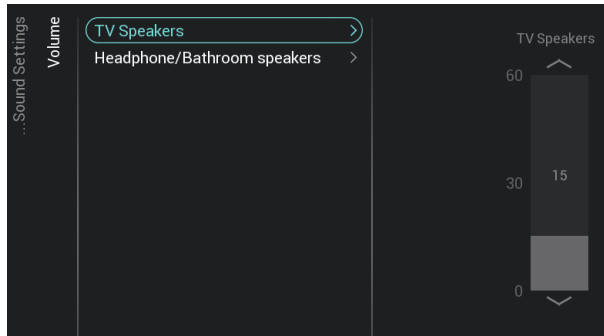 ...Sound Settings
Volume
TV Speakers
Headphone/Bathroom speakers
TV Speakers
60
15
30
0